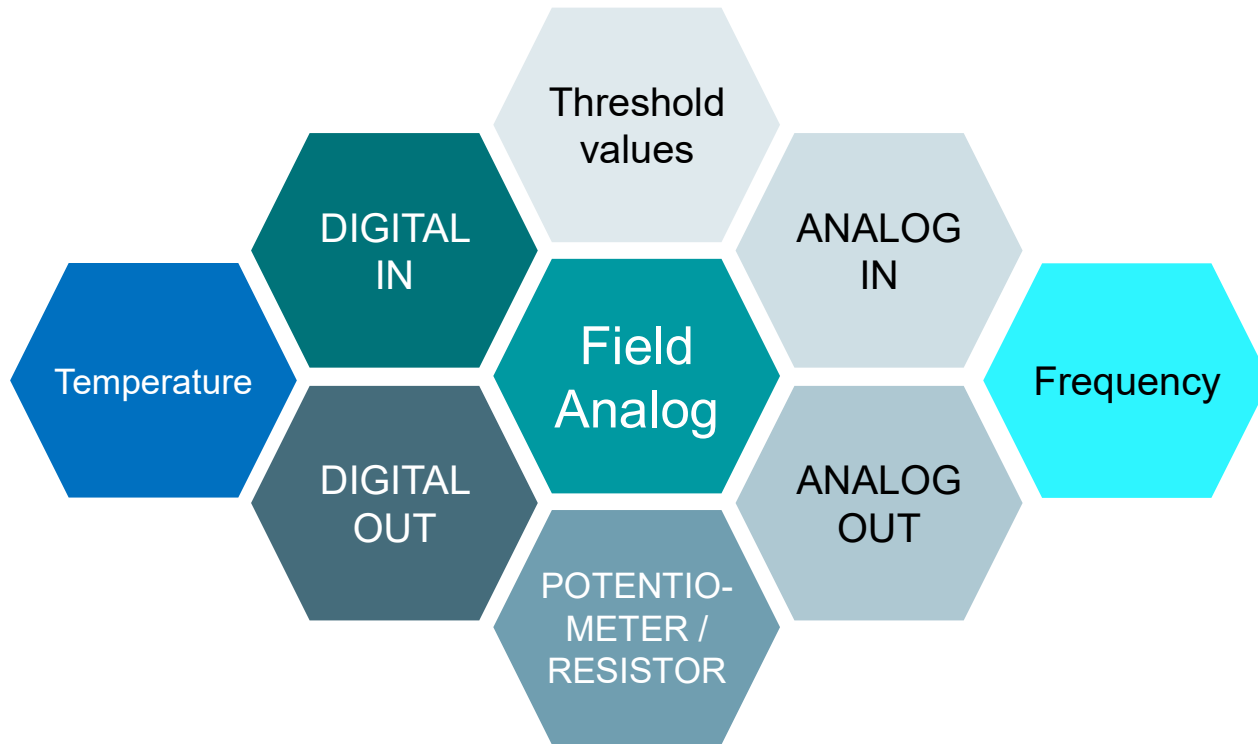 Threshold
values
DIGITAL
IN
ANALOG
IN
Temperature
Field
Analog
Frequency
DIGITAL
OUT
ANALOG
OUT
POTENTIO-
METER /
RESISTOR